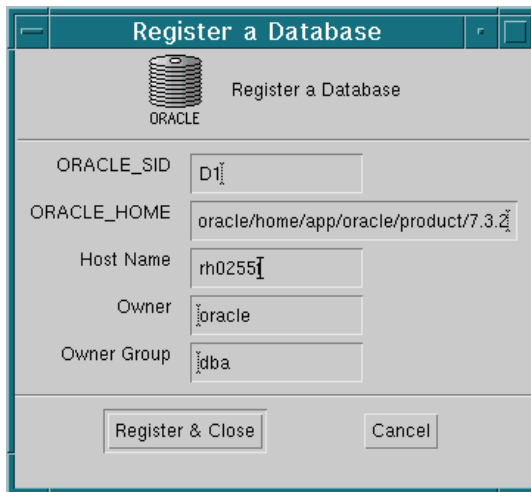 Register a Database
Register a Database
ORACLE
ORACLE_SID
D1
ORACLE_HOME
oracle/home/app/oracle/product/7.3.2
Host Name
Owner
oracle
Owner Group
dba
Register & Close
Cancel